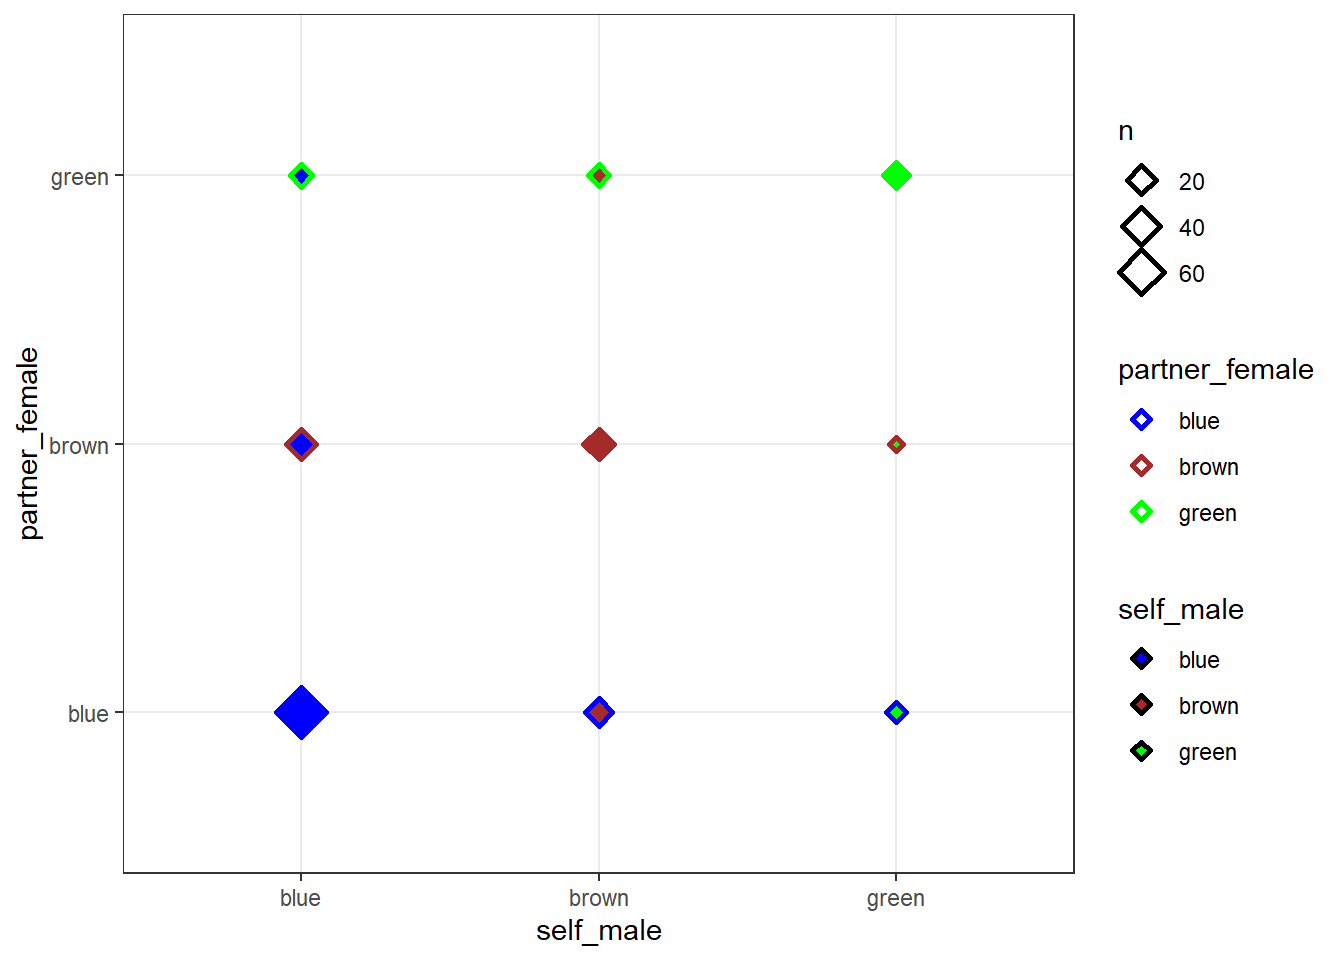 partner_female
green
brown
blue
blue
brown
green
self_male
n
20
40
60
partner_female
blue
brown
green
self_male
blue
brown
green